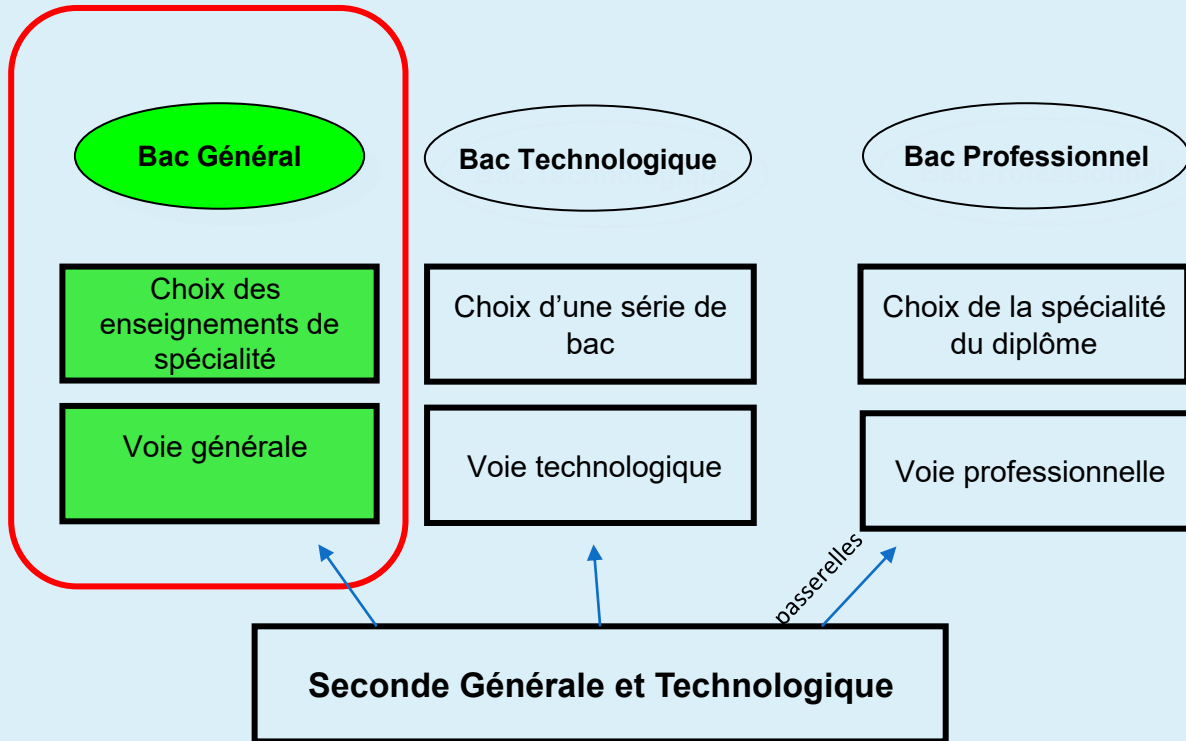 Bac Général
Bac Technologique
Bac Professionnel
Choix des
enseignements de
spécialité
Choix d’une série de
bac
Choix de la spécialité
du diplôme
Voie générale
Voie technologique
Voie professionnelle
passerelles
Seconde Générale et Technologique